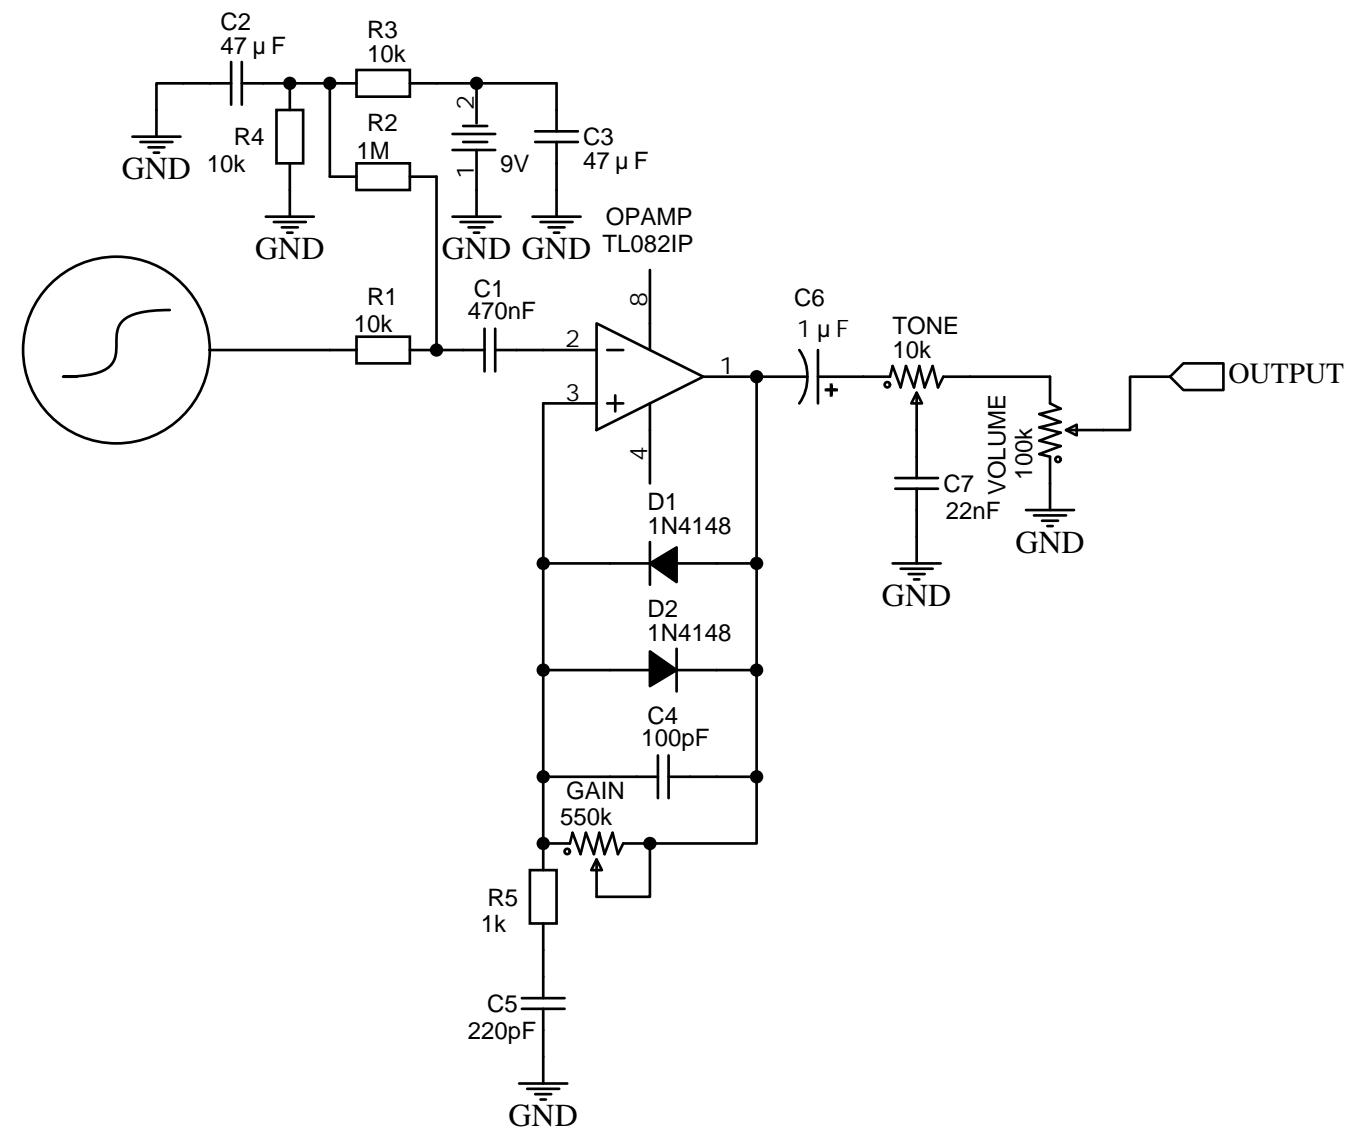 C2
47 µ F
R3
10k
R4
10k
R2
1M
2
1
9V
C3
47 µ F
GND
GND
GND
GND
OPAMP
TL082IP
R1
10k
C1
470nF
8
2
3
1
4
C6
1 µ F
TONE
10k
OUTPUT
VOLUME
100k
C7
22nF
GND
GND
D1
1N4148
D2
1N4148
C4
100pF
GAIN
550k
R5
1k
C5
220pF
GND